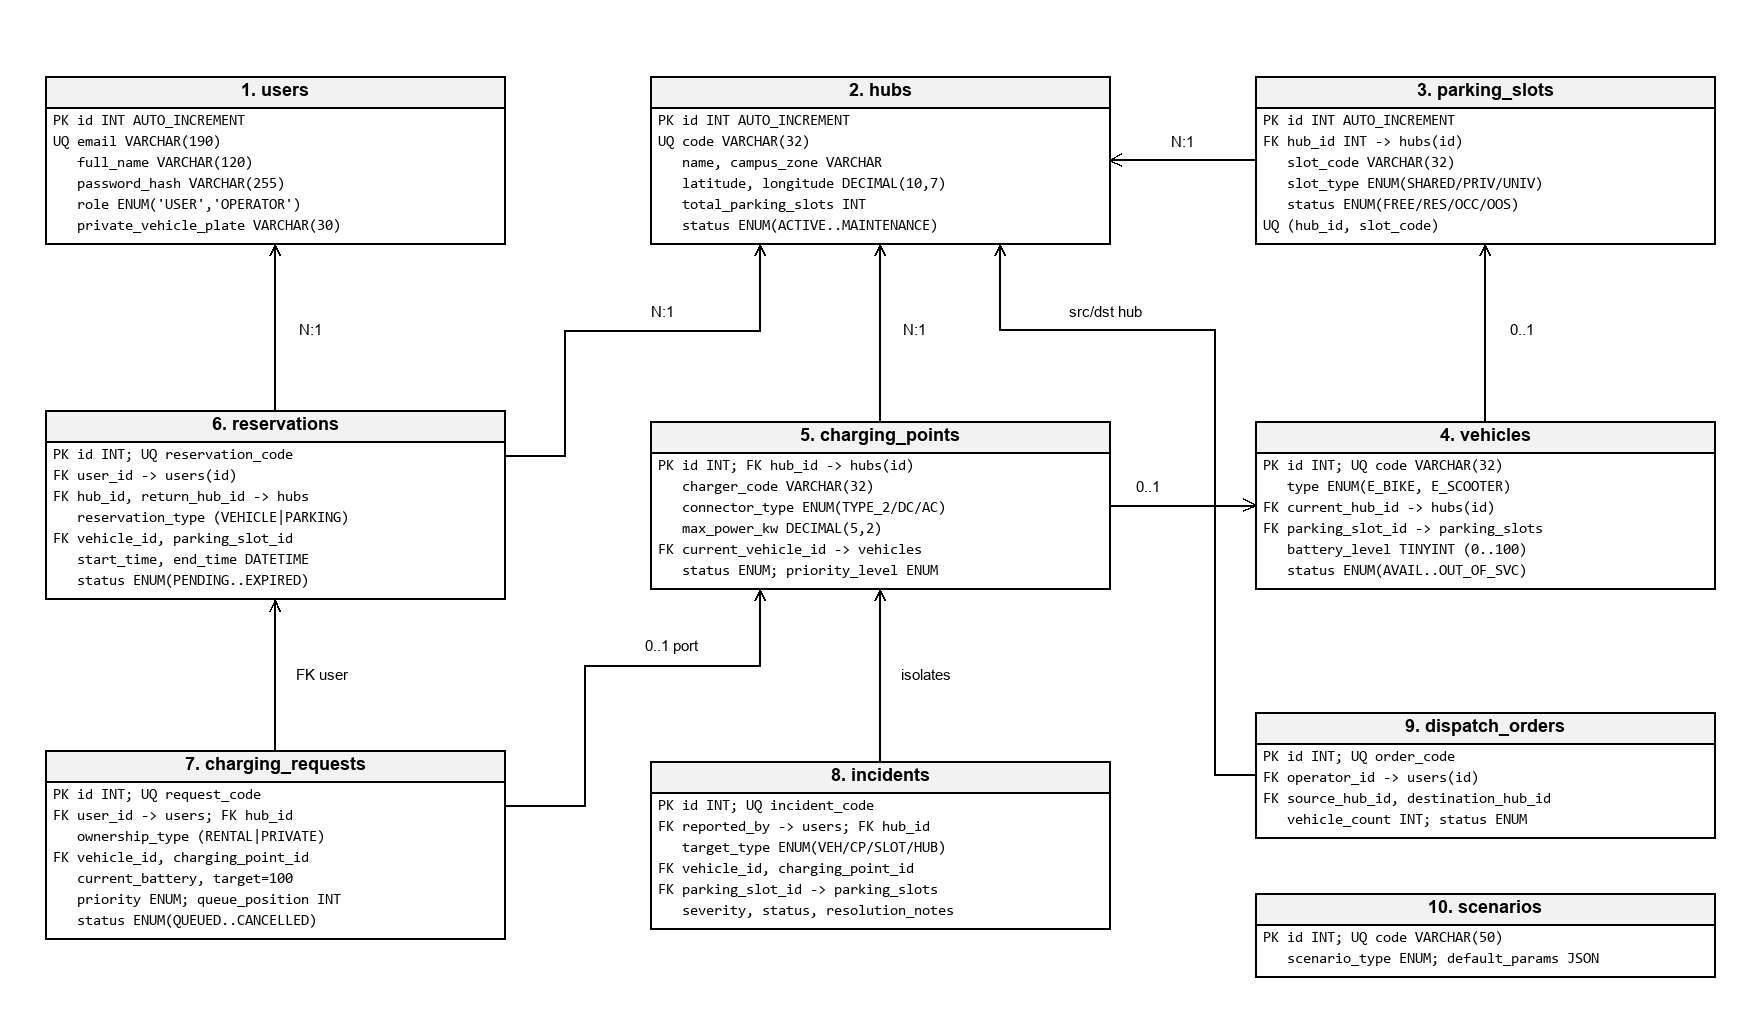 1. users
PK id INT AUTO_INCREMENT
UQ email VARCHAR(190)
full_name VARCHAR(120)
password_hash VARCHAR(255)
role ENUM('USER','OPERATOR')
private_vehicle_plate VARCHAR(30)
2. hubs
PK id INT AUTO_INCREMENT
UQ code VARCHAR(32)
name, campus_zone VARCHAR
latitude, longitude DECIMAL(10,7)
total_parking_slots INT
status ENUM(ACTIVE..MAINTENANCE)
N:1
3. parking_slots
PK id INT AUTO_INCREMENT
FK hub_id INT -> hubs(id)
slot_code VARCHAR(32)
slot_type ENUM(SHARED/PRIV/UNIV)
status ENUM(FREE/RES/OCC/OOS)
UQ (hub_id, slot_code)
N:1
N:1
N:1
src/dst hub
0..1
6. reservations
PK id INT; UQ reservation_code
FK user_id -> users(id)
FK hub_id, return_hub_id -> hubs
reservation_type (VEHICLE|PARKING)
FK vehicle_id, parking_slot_id
start_time, end_time DATETIME
status ENUM(PENDING..EXPIRED)
5. charging_points
PK id INT; FK hub_id -> hubs(id)
charger_code VARCHAR(32)
connector_type ENUM(TYPE_2/DC/AC)
max_power_kw DECIMAL(5,2)
FK current_vehicle_id -> vehicles
status ENUM; priority_level ENUM
0..1
4. vehicles
PK id INT; UQ code VARCHAR(32)
type ENUM(E_BIKE, E_SCOOTER)
FK current_hub_id -> hubs(id)
FK parking_slot_id -> parking_slots
battery_level TINYINT (0..100)
status ENUM(AVAIL..OUT_OF_SVC)
FK user
0..1 port
isolates
7. charging_requests
PK id INT; UQ request_code
FK user_id -> users; FK hub_id
ownership_type (RENTAL|PRIVATE)
FK vehicle_id, charging_point_id
current_battery, target=100
priority ENUM; queue_position INT
status ENUM(QUEUED..CANCELLED)
8. incidents
PK id INT; UQ incident_code
FK reported_by -> users; FK hub_id
target_type ENUM(VEH/CP/SLOT/HUB)
FK vehicle_id, charging_point_id
FK parking_slot_id -> parking_slots
severity, status, resolution_notes
9. dispatch_orders
PK id INT; UQ order_code
FK operator_id -> users(id)
FK source_hub_id, destination_hub_id
vehicle_count INT; status ENUM
10. scenarios
PK id INT; UQ code VARCHAR(50)
scenario_type ENUM; default_params JSON